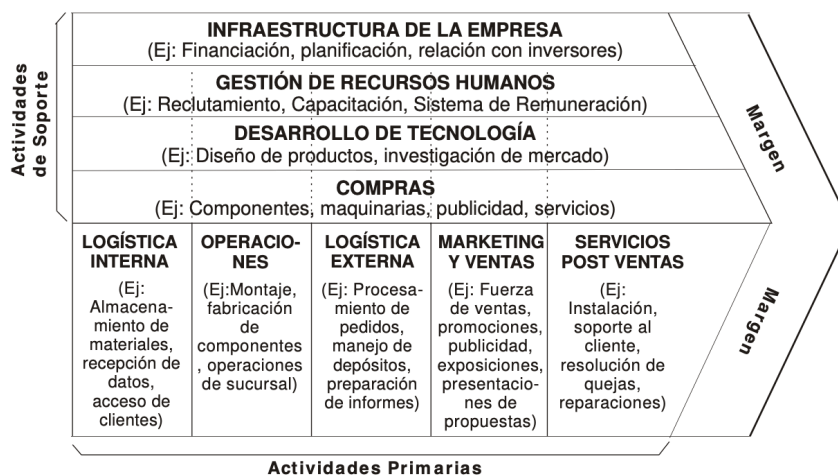 Actividades
de Soporte
INFRAESTRUCTURA DE LA EMPRESA
(Ej: Financiación, planificación, relación con inversores)
GESTIÓN DE RECURSOS HUMANOS
(Ej: Reclutamiento, Capacitación, Sistema de Remuneración)
DESARROLLO DE TECNOLOGÍA
(Ej: Diseño de productos, investigación de mercado)
COMPRAS
(Ej: Componentes, maquinarias, publicidad, servicios)
Margen
LOGÍSTICA
INTERNA
(Ej:
Almacena-
miento de
materiales,
recepción de
datos,
acceso de
clientes)
OPERACIO-
NES
(Ej:Montaje,
fabricación
de
componentes
, operaciones
de sucursal)
LOGÍSTICA
EXTERNA
(Ej: Procesa-
miento de
pedidos,
manejo de
depósitos,
preparación
de informes)
MARKETING
Y VENTAS
(Ej: Fuerza
de ventas,
promociones,
publicidad,
exposiciones,
presentacio-
nes de
propuestas)
SERVICIOS
POST VENTAS
(Ej:
Instalación,
soporte al
cliente,
resolución de
quejas,
reparaciones)
Margen
Actividades Primarias